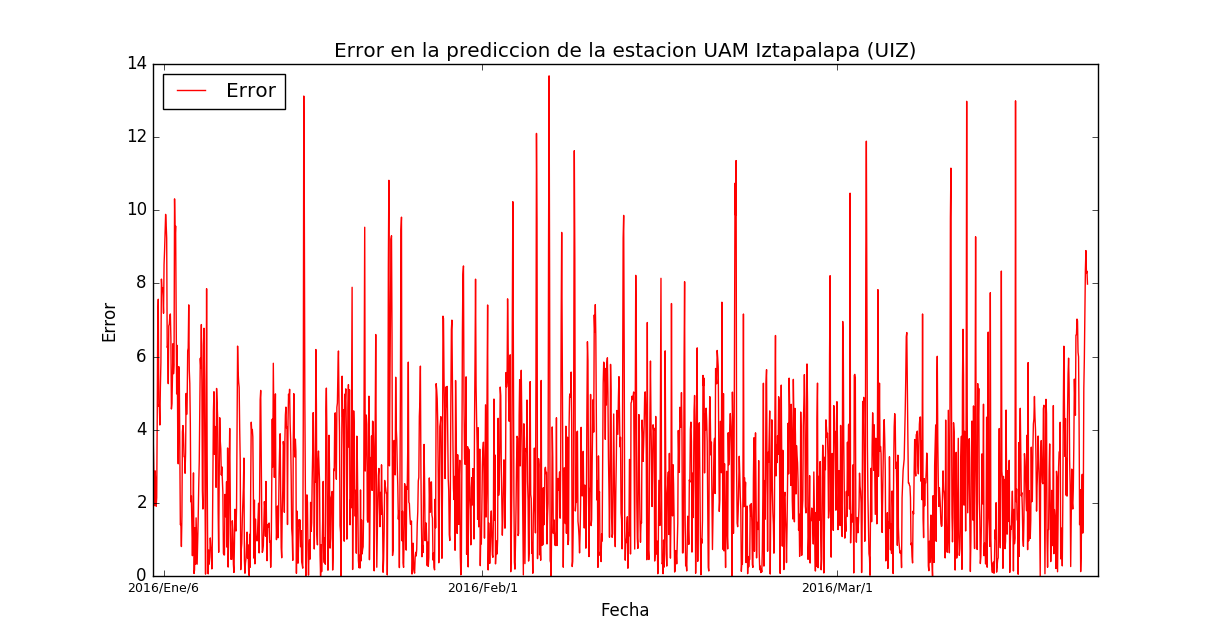 Error en la prediccion de la estacion UAM Iztapalapa (UIZ)
Error
14
12
10
8
6
4
2
0
Error
2016/Ene/6
2016/Feb/1
2016/Mar/1
Fecha